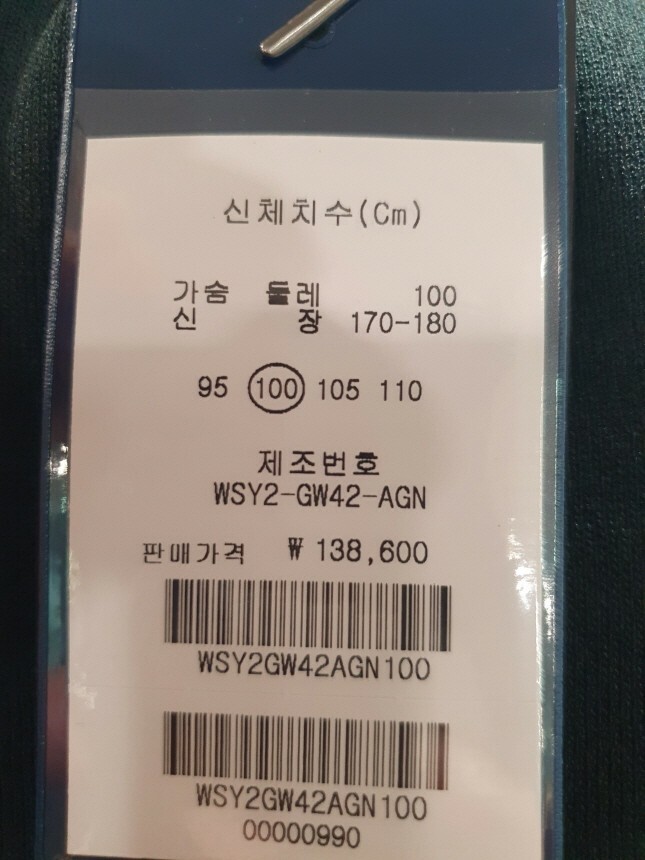 신체치수(Cm)
가슴 둘레 100
신 장 170-180
95 100 105 110
제조번호
WSY2-GW42-AGN
판매가격 ₩ 138,600
WSY2GW42AGN100
WSY2GW42AGN100
00000990